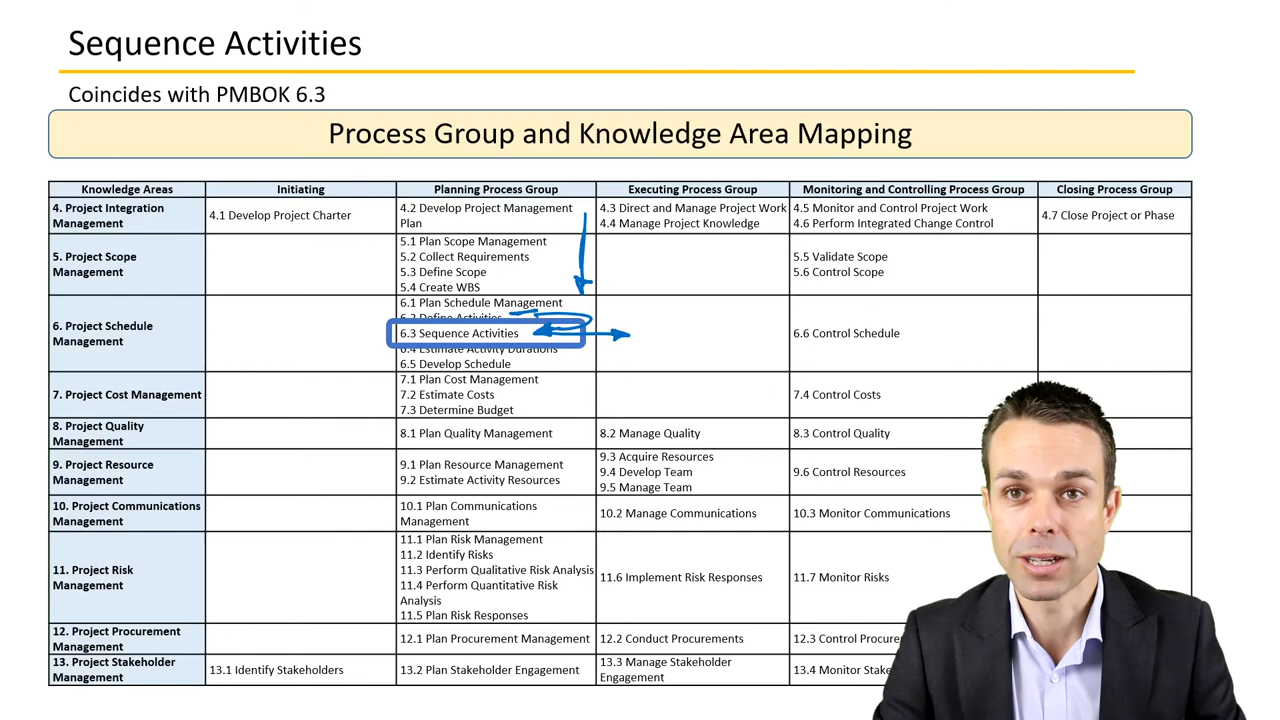 Sequence Activities
Coincides with PMBOK 6.3
Process Group and Knowledge Area Mapping
Knowledge Areas Initiating Planning Process Group Executing Process Group Monitoring and Controlling Process Group Closing Process Group
4. Project Integration
Management
4.1 Develop Project Charter
4.2 Develop Project Management
Plan
4.3 Direct and Manage Project Work
4.4 Manage Project Knowledge
4.5 Monitor and Control Project Work
4.6 Perform Integrated Change Control
4.7 Close Project or Phase
5. Project Scope
Management
5.1 Plan Scope Management
5.2 Collect Requirements
5.3 Define Scope
5.4 Create WBS
5.5 Validate Scope
5.6 Control Scope
6. Project Schedule
Management
6.1 Plan Schedule Management
6.2 Define Activities
6.3 Sequence Activities
6.4 Estimate Activity Durations
6.5 Develop Schedule
6.6 Control Schedule
7. Project Cost Management
7.1 Plan Cost Management
7.2 Estimate Costs
7.3 Determine Budget
7.4 Control Costs
8. Project Quality
Management
8.1 Plan Quality Management
8.2 Manage Quality
8.3 Control Quality
9. Project Resource
Management
9.1 Plan Resource Management
9.2 Estimate Activity Resources
9.3 Acquire Resources
9.4 Develop Team
9.5 Manage Team
9.6 Control Resources
10. Project Communications
Management
10.1 Plan Communications
Management
10.2 Manage Communications
10.3 Monitor Communications
11. Project Risk
Management
11.1 Plan Risk Management
11.2 Identify Risks
11.3 Perform Qualitative Risk Analysis
11.4 Perform Quantitative Risk
Analysis
11.5 Plan Risk Responses
11.6 Implement Risk Responses
11.7 Monitor Risks
12. Project Procurement
Management
12.1 Plan Procurement Management
12.2 Conduct Procurements
12.3 Control
13. Project Stakeholder
Management
13.1 Identify Stakeholders
13.2 Plan Stakeholder Engagement
13.3 Manage Stakeholder
Engagement
13.4 Monitor